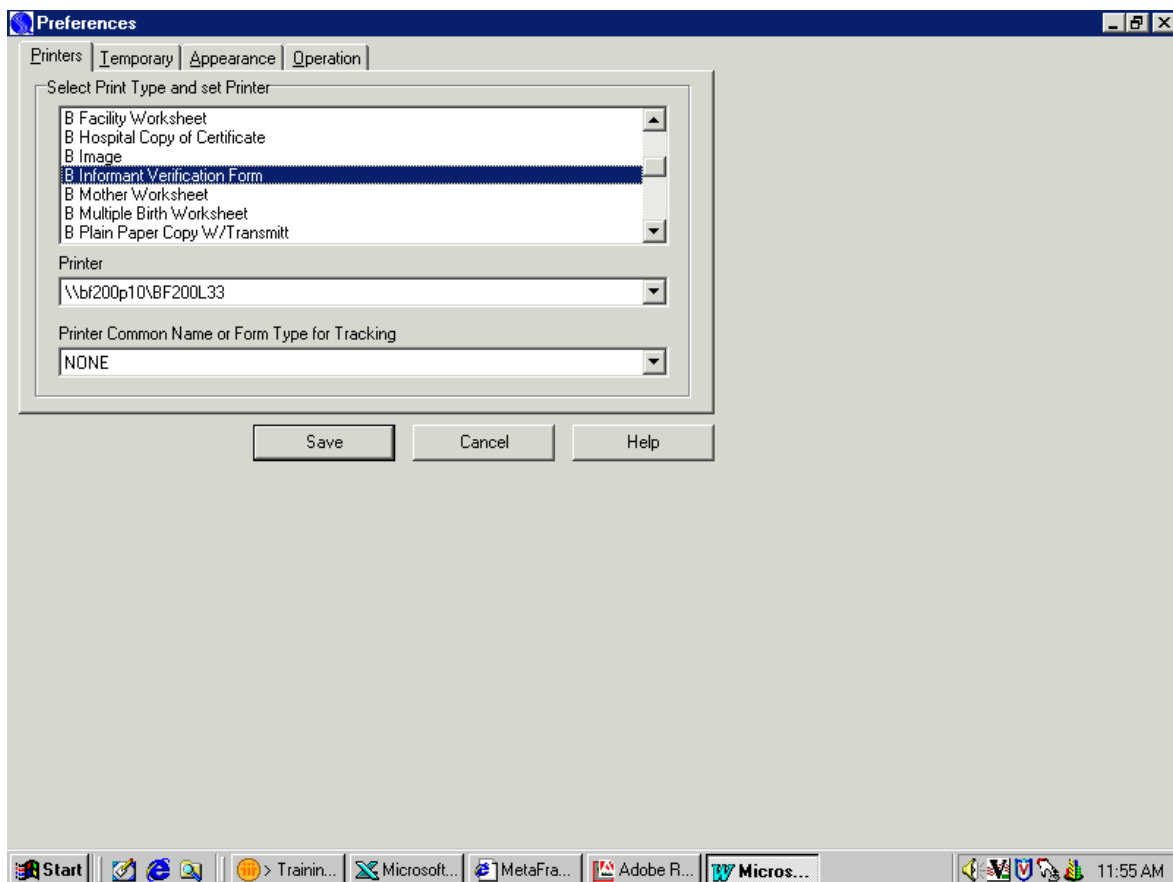 Preferences
Printers Temporary Appearance Operation
Select Print Type and set Printer
B Facility Worksheet
B Hospital Copy of Certificate
B Image
B Informant Verification Form
B Mother Worksheet
B Multiple Birth Worksheet
B Plain Paper Copy W/Transmitt
Printer
\\bf200p10\BF200L33
Printer Common Name or Form Type for Tracking
NONE
Save Cancel Help
Start > Trainin... Microsoft... MetaFra... Adobe R... Micros... 11:55 AM